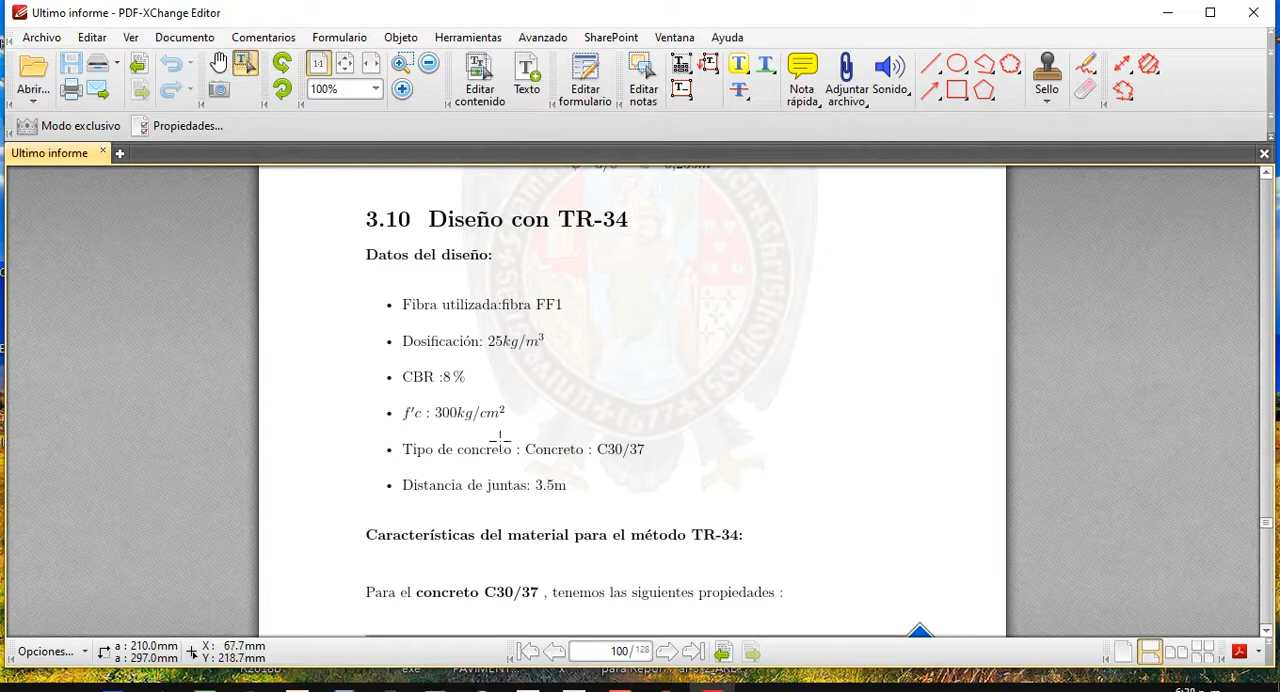 Ultimo informe - PDF-XChange Editor
Archivo Editar Ver Documento Comentarios Formulario Objeto Herramientas Avanzado SharePoint Ventana Ayuda
Abrir... 100% Editar contenido Texto Editar formulario Editar notas Nota rápida, Adjuntar archivo, Sonido, Sello
Modo exclusivo Propiedades...
Ultimo informe
3.10 Diseño con TR-34
Datos del diseño:
• Fibra utilizada:fibra FF1
• Dosificación: 25kg/m³
• CBR :8 %
• f′c : 300kg/cm²
• Tipo de concreto : Concreto : C30/37
• Distancia de juntas: 3.5m
Características del material para el método TR-34:
Para el concreto C30/37 , tenemos las siguientes propiedades :
Opciones... a : 210.0mm X : 67.7mm 100 / 128
a : 297.0mm Y : 218.7mm